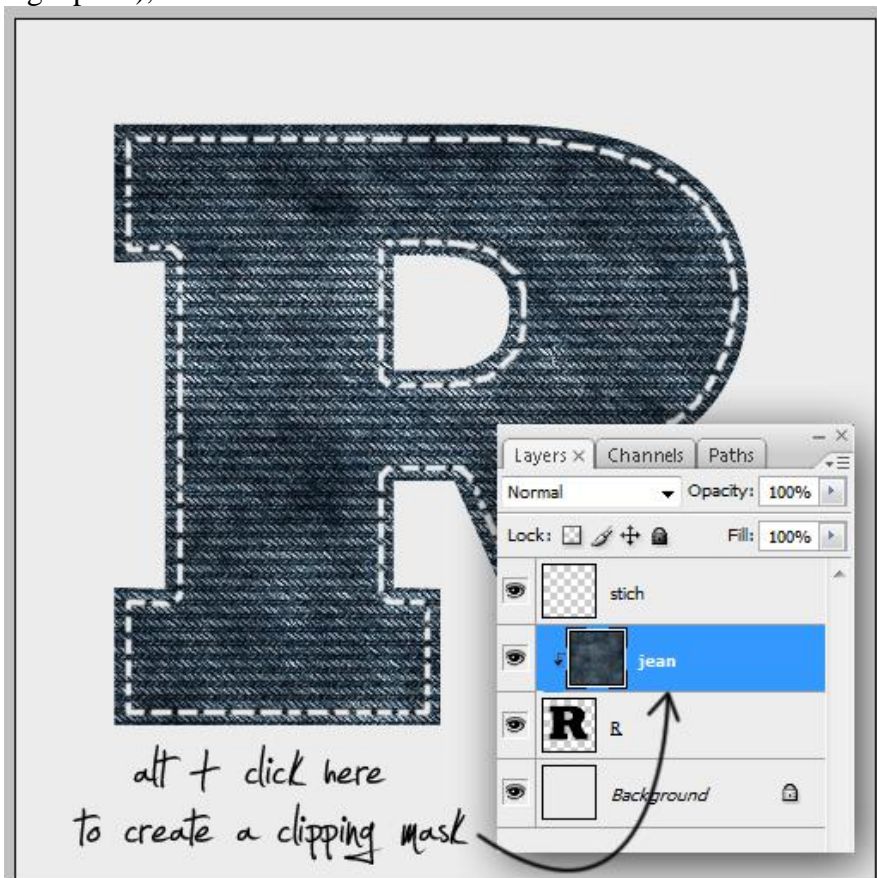 R
Layers × Channels Paths
Normal Opacity: 100%
Lock: Fill: 100%
stich
jean
R R
Background
alt + click here
to create a clipping mask